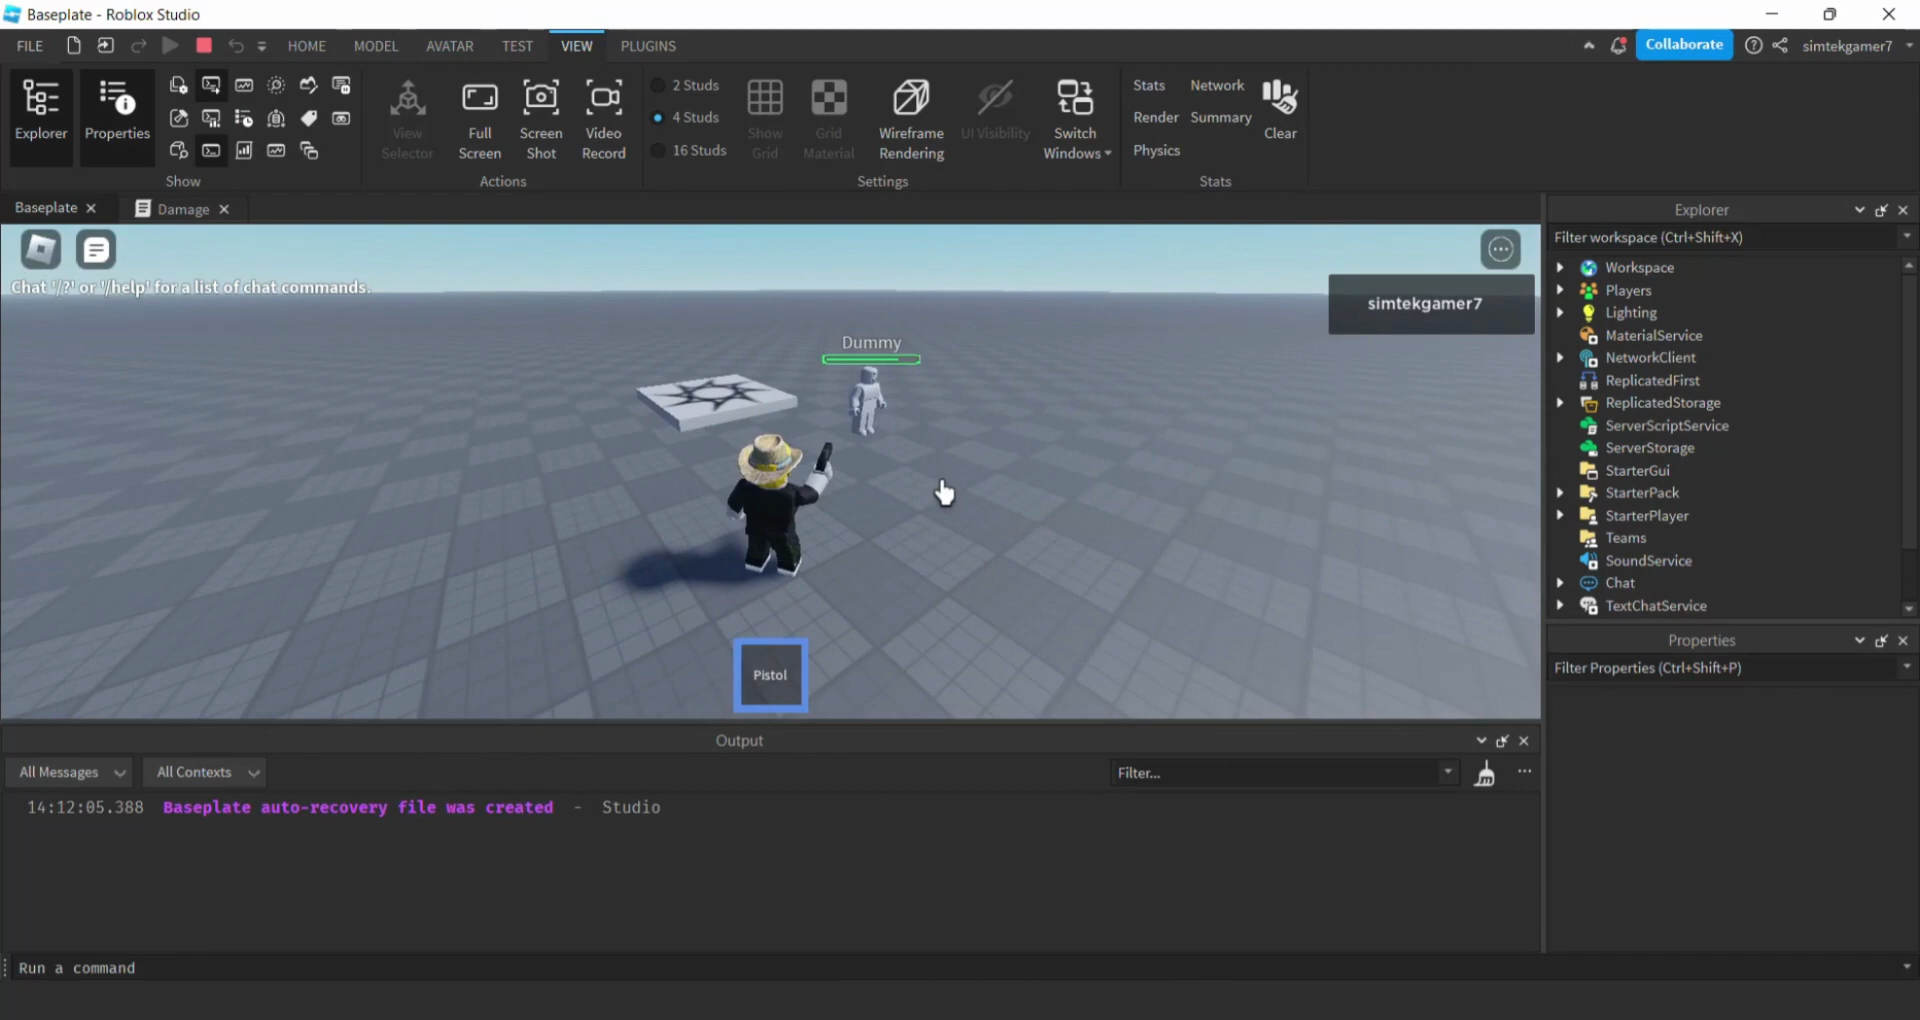 Baseplate - Roblox Studio
FILE HOME MODEL AVATAR TEST VIEW PLUGINS Collaborate simtekgamer7
Explorer
Properties
Show
View
Selector
Full
Screen
Screen
Shot
Video
Record
Actions
2 Studs
4 Studs
16 Studs
Show
Grid
Grid
Material
Wireframe
Rendering
UI Visibility
Switch
Windows
Settings
Stats Network
Render Summary
Physics
Clear
Stats
Baseplate
Damage
Chat '/?' or '/help' for a list of chat commands.
simtekgamer7
Dummy
Pistol
Explorer
Filter workspace (Ctrl+Shift+X)
Workspace
Players
Lighting
MaterialService
NetworkClient
ReplicatedFirst
ReplicatedStorage
ServerScriptService
ServerStorage
StarterGui
StarterPack
StarterPlayer
Teams
SoundService
Chat
TextChatService
Properties
Filter Properties (Ctrl+Shift+P)
Output
All Messages All Contexts Filter...
14:12:05.388 Baseplate auto-recovery file was created - Studio
Run a command